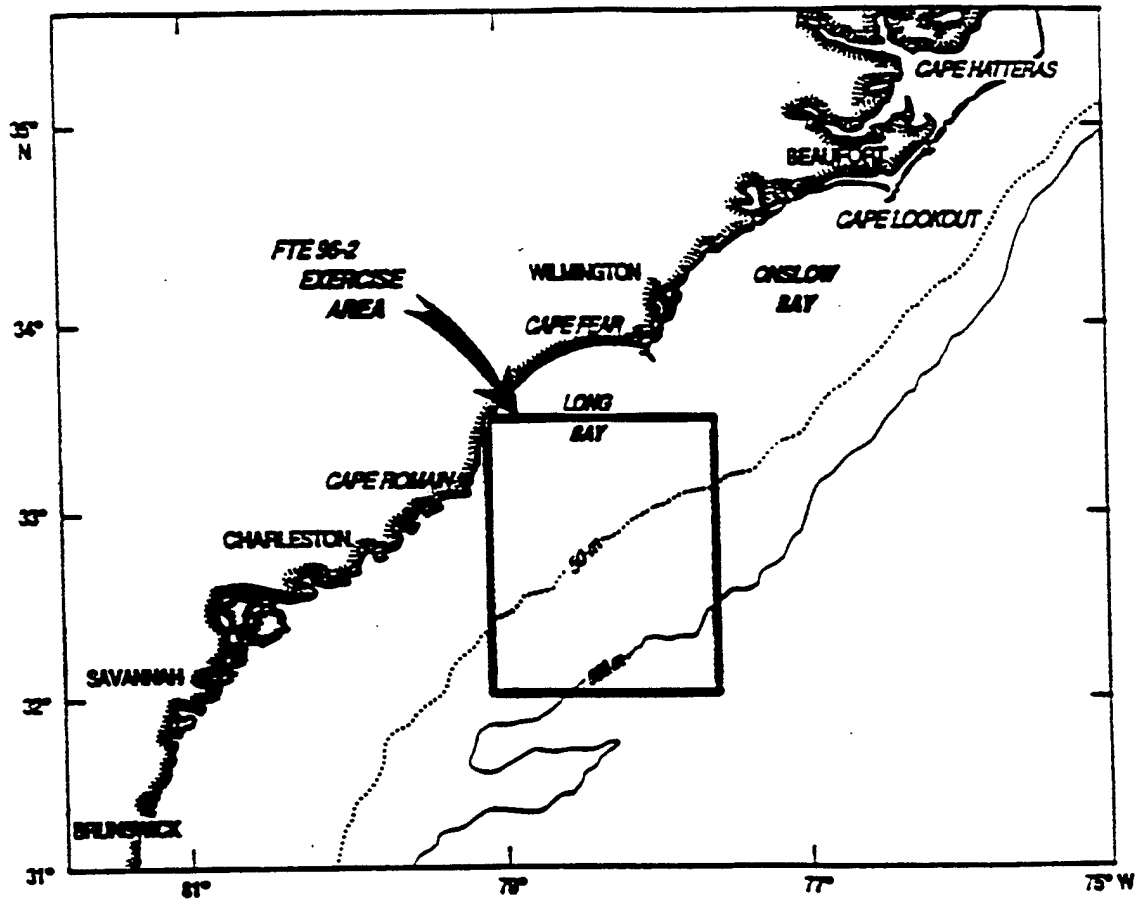 CAPE HATTERAS
35°
N
BEAUFORT
CAPE LOOKOUT
FTE 96-2
EXERCISE
AREA
WILMINGTON
ONSLOW
BAY
34°
CAPE FEAR
LONG
BAY
CAPE ROMAIN
33°
CHARLESTON
50 m
SAVANNAH
32°
BRUNSWICK
31°
81°
79°
77°
75° W